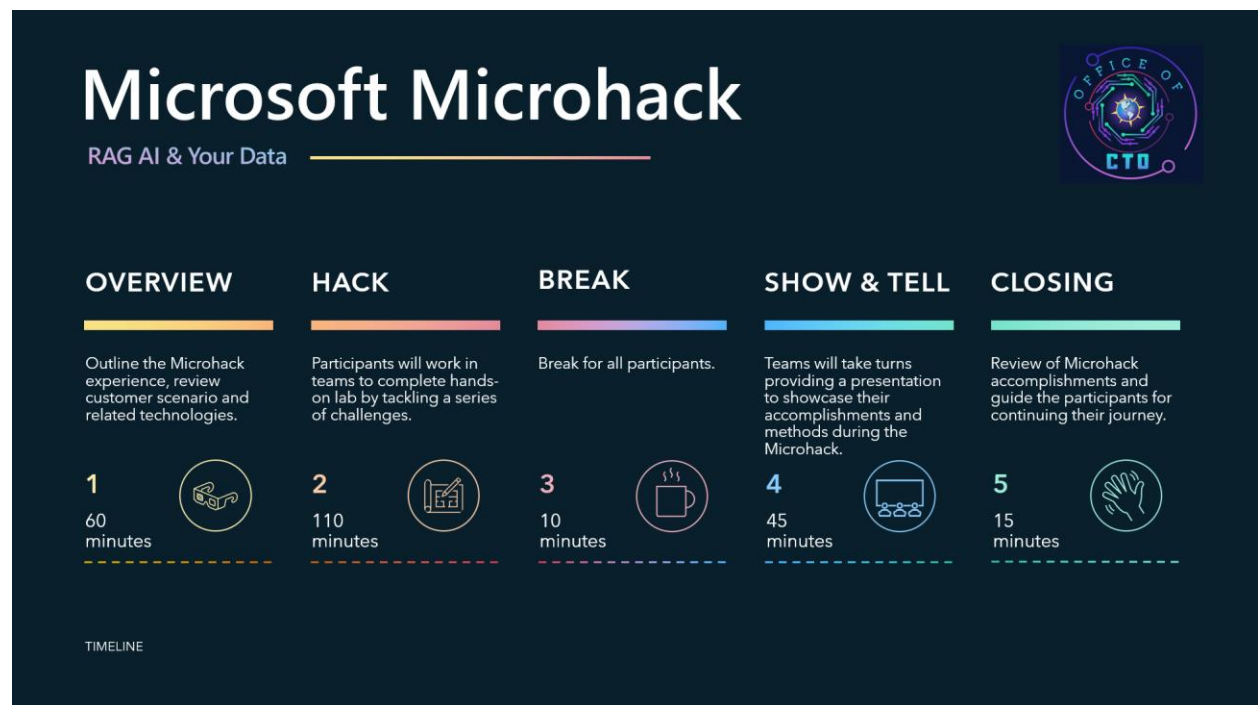 Microsoft Microhack
OFFICE OF
CTO
RAG AI & Your Data
OVERVIEW
Outline the Microhack
experience, review
customer scenario and
related technologies.
1
60
minutes
HACK
Participants will work in
teams to complete hands-
on lab by tackling a series
of challenges.
2
110
minutes
BREAK
Break for all participants.
3
10
minutes
SHOW & TELL
Teams will take turns
providing a presentation
to showcase their
accomplishments and
methods during the
Microhack.
4
45
minutes
CLOSING
Review of Microhack
accomplishments and
guide the participants for
continuing their journey.
5
15
minutes
TIMELINE